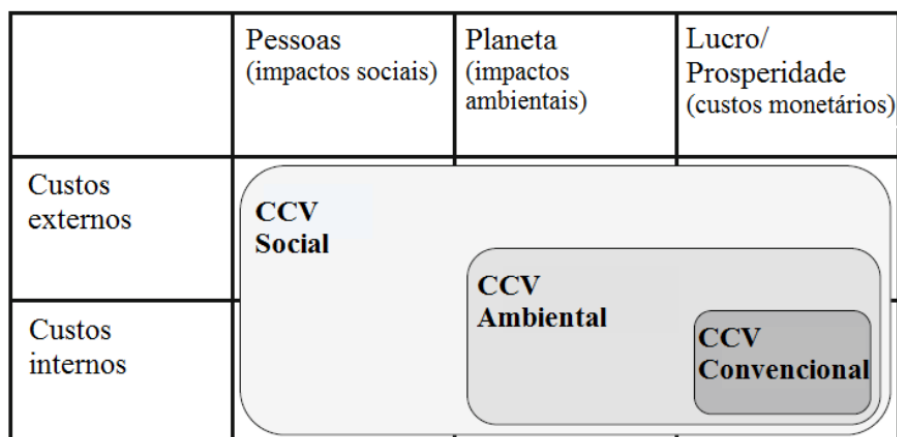 Pessoas
(impactos sociais)
Planeta
(impactos
ambientais)
Lucro/
Prosperidade
(custos monetários)
Custos
externos
CCV
Social
CCV
Ambiental
Custos
internos
CCV
Convencional